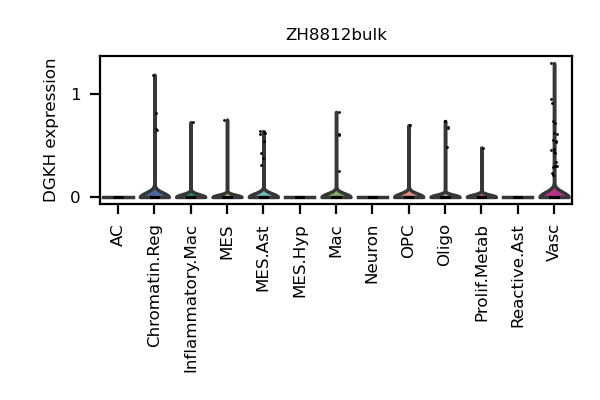 ZH8812bulk
DGKH expression
1
0
AC
Chromatin.Reg
Inflammatory.Mac
MES
MES.Ast
MES.Hyp
Mac
Neuron
OPC
Oligo
Prolif.Metab
Reactive.Ast
Vasc